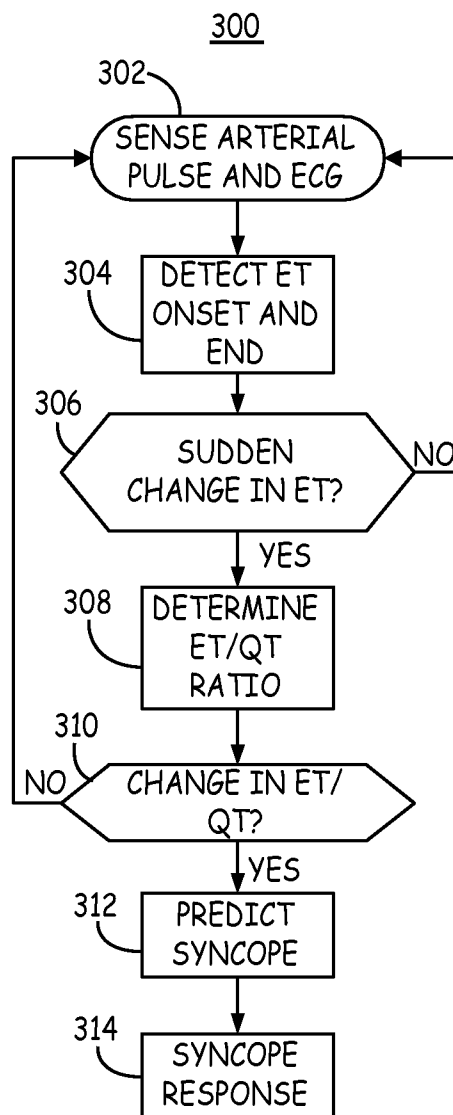 300
302
SENSE ARTERIAL
PULSE AND ECG
304
DETECT ET
ONSET AND
END
306
SUDDEN
CHANGE IN ET?
NO
YES
308
DETERMINE
ET/QT
RATIO
310
NO
CHANGE IN ET/
QT?
YES
312
PREDICT
SYNCOPE
314
SYNCOPE
RESPONSE